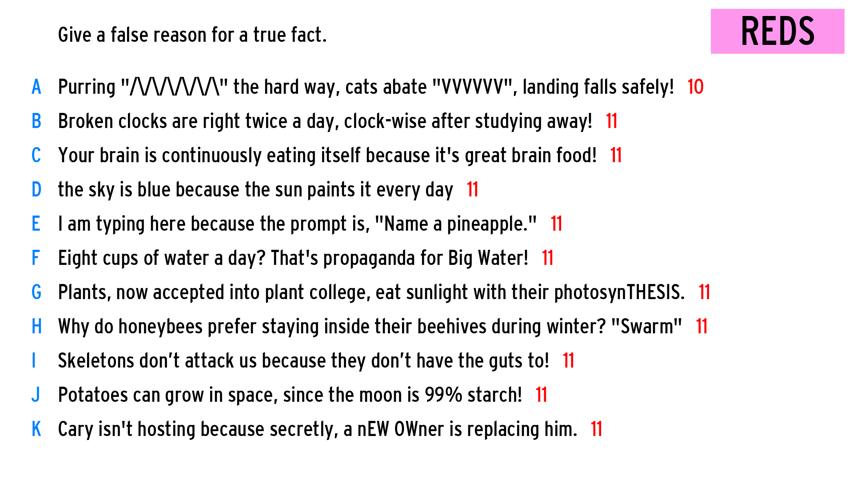 Give a false reason for a true fact.
REDS
A Purring "/\/\/\/\/\/\/\" the hard way, cats abate "VVVVVV", landing falls safely! 10
B Broken clocks are right twice a day, clock-wise after studying away! 11
C Your brain is continuously eating itself because it's great brain food! 11
D the sky is blue because the sun paints it every day 11
E I am typing here because the prompt is, "Name a pineapple." 11
F Eight cups of water a day? That's propaganda for Big Water! 11
G Plants, now accepted into plant college, eat sunlight with their photosynTHESIS. 11
H Why do honeybees prefer staying inside their beehives during winter? "Swarm" 11
I Skeletons don’t attack us because they don’t have the guts to! 11
J Potatoes can grow in space, since the moon is 99% starch! 11
K Cary isn't hosting because secretly, a nEW OWner is replacing him. 11